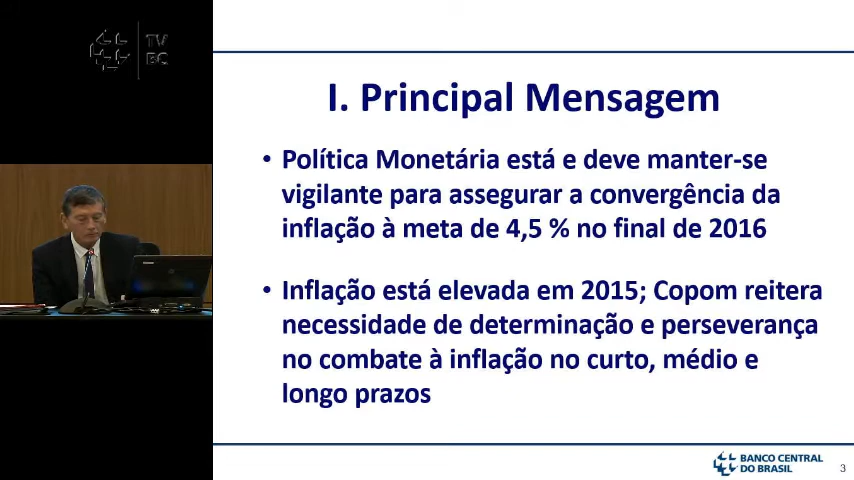 TV
BC
I. Principal Mensagem
• Política Monetária está e deve manter-se
vigilante para assegurar a convergência da
inflação à meta de 4,5 % no final de 2016
• Inflação está elevada em 2015; Copom reitera
necessidade de determinação e perseverança
no combate à inflação no curto, médio e
longo prazos
BANCO CENTRAL
DO BRASIL
3